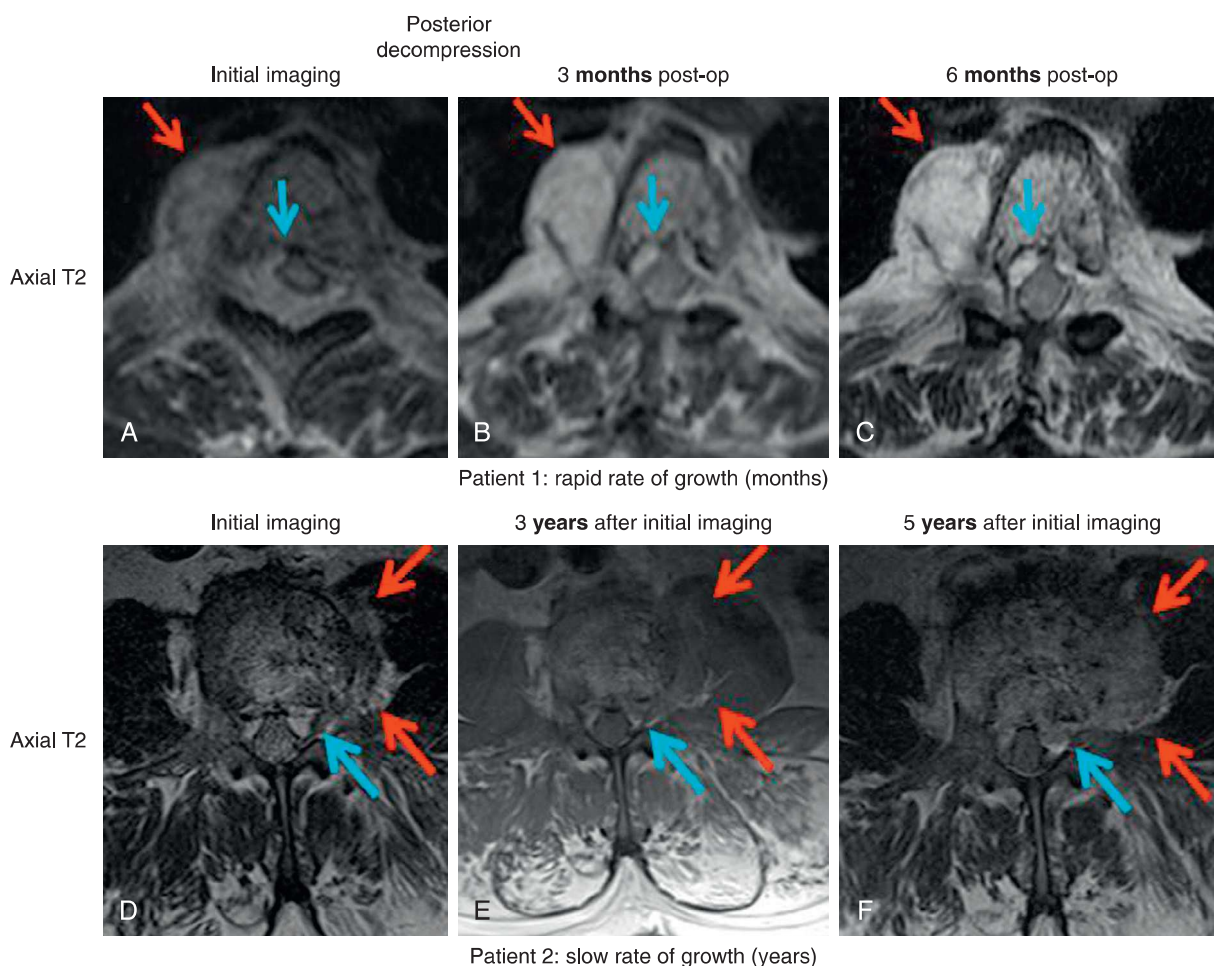 Posterior
decompression
Initial imaging
3 months post-op
6 months post-op
Axial T2
A
B
C
Patient 1: rapid rate of growth (months)
Initial imaging
3 years after initial imaging
5 years after initial imaging
Axial T2
D
E
F
Patient 2: slow rate of growth (years)